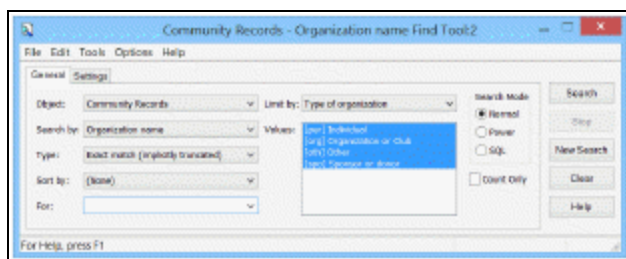 Community Records - Organization name Find Tool:2
File Edit Tools Options Help
General Settings
Object: Community Records
Limit by: Type of organization
Search by: Organization name
Values: [per] Individual
[org] Organization or Club
[oth] Other
[spo] Sponsor or donor
Type: Exact match (implicitly truncated)
Sort by: (None)
For:
Search Mode
Normal
Power
SQL
Count Only
Search
Stop
New Search
Clear
Help
For Help, press F1